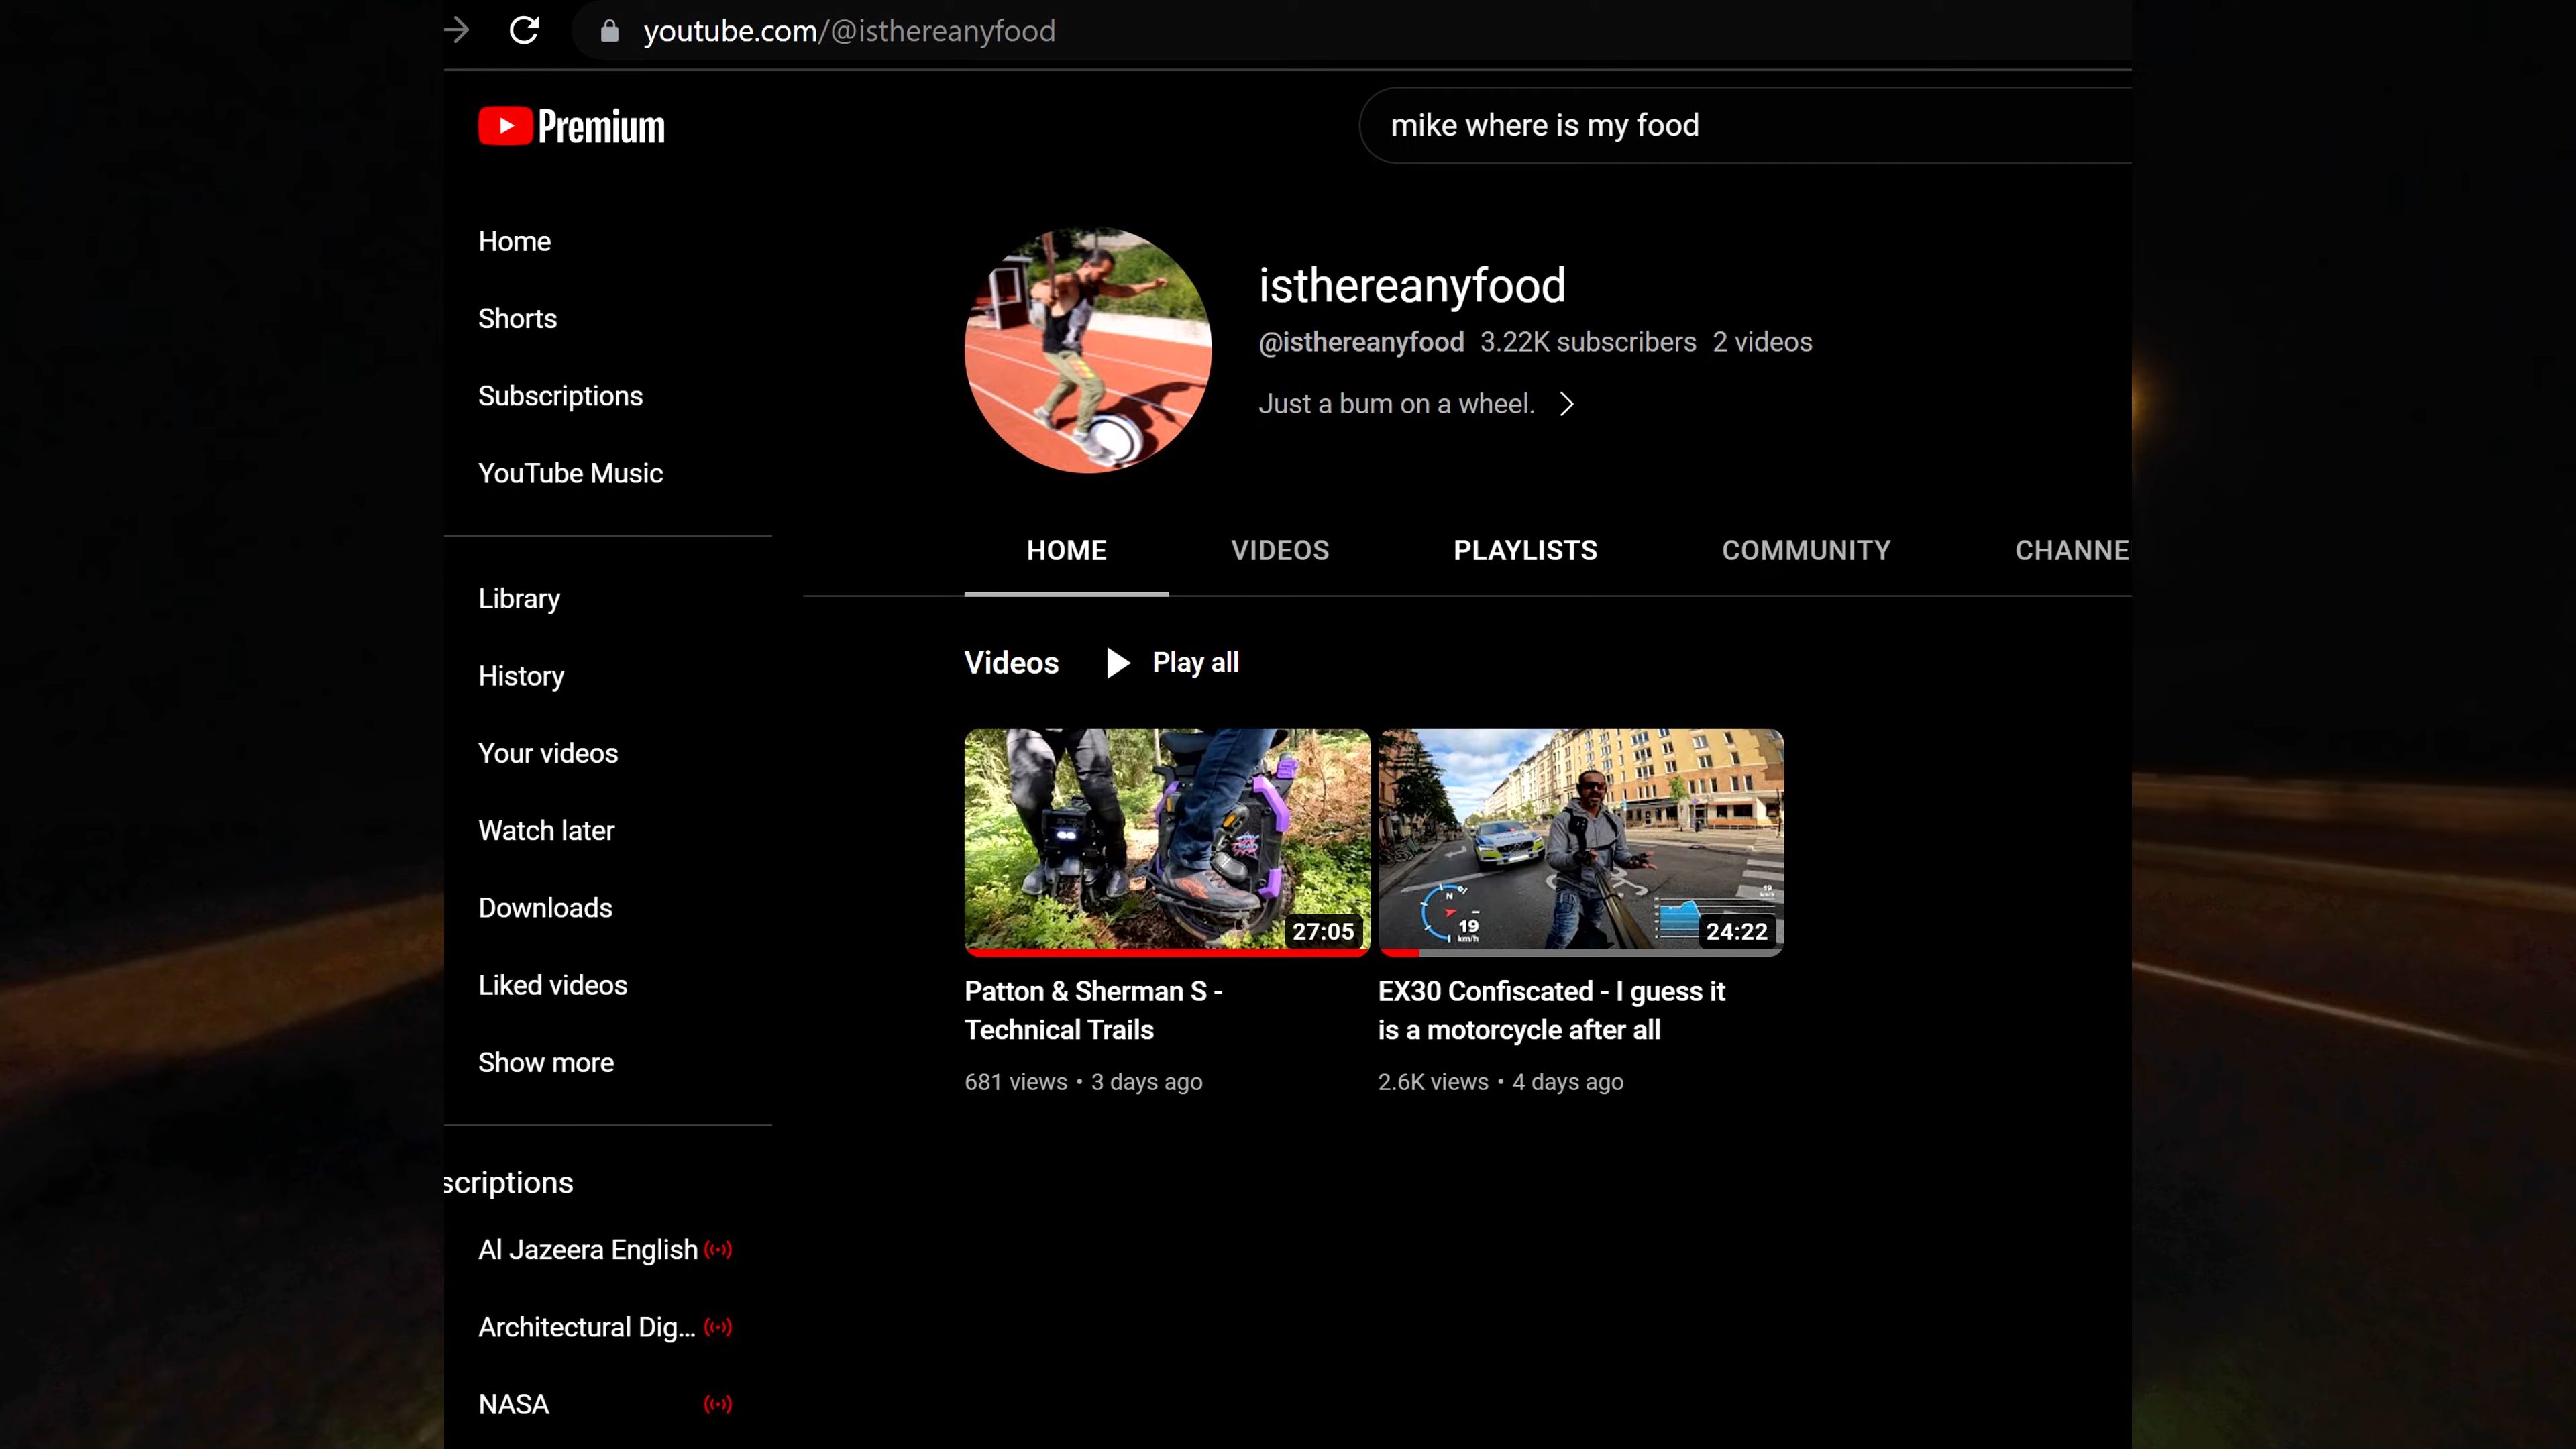 youtube.com/@isthereanyfood
Premium
mike where is my food
Home
Shorts
Subscriptions
YouTube Music
Library
History
Your videos
Watch later
Downloads
Liked videos
Show more
scriptions
Al Jazeera English
Architectural Dig...
NASA
isthereanyfood
@isthereanyfood 3.22K subscribers 2 videos
Just a bum on a wheel.
HOME VIDEOS PLAYLISTS COMMUNITY CHANNE
Videos Play all
27:05
N
19
km/h
24:22
Patton & Sherman S -
Technical Trails
681 views • 3 days ago
EX30 Confiscated - I guess it
is a motorcycle after all
2.6K views • 4 days ago